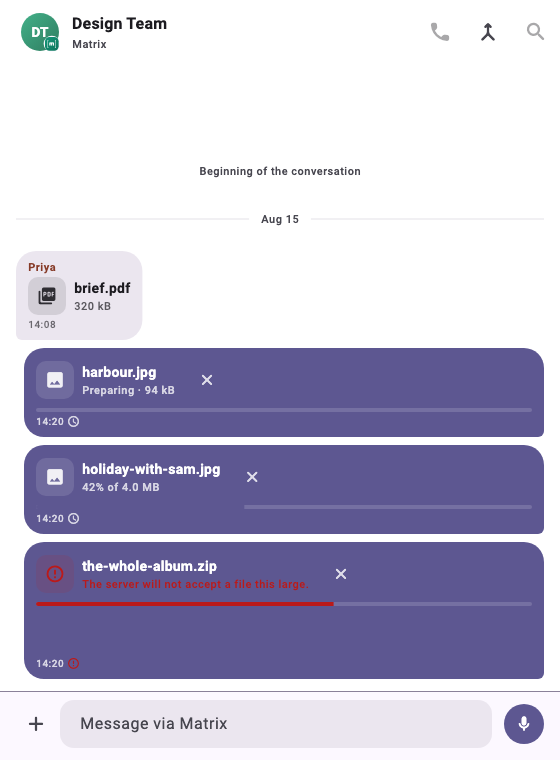 DT
[m]
Design Team
Matrix
Beginning of the conversation
Aug 15
Priya
PDF
brief.pdf
320 kB
14:08
harbour.jpg
Preparing · 94 kB
14:20
holiday-with-sam.jpg
42% of 4.0 MB
14:20
the-whole-album.zip
The server will not accept a file this large.
14:20
Message via Matrix